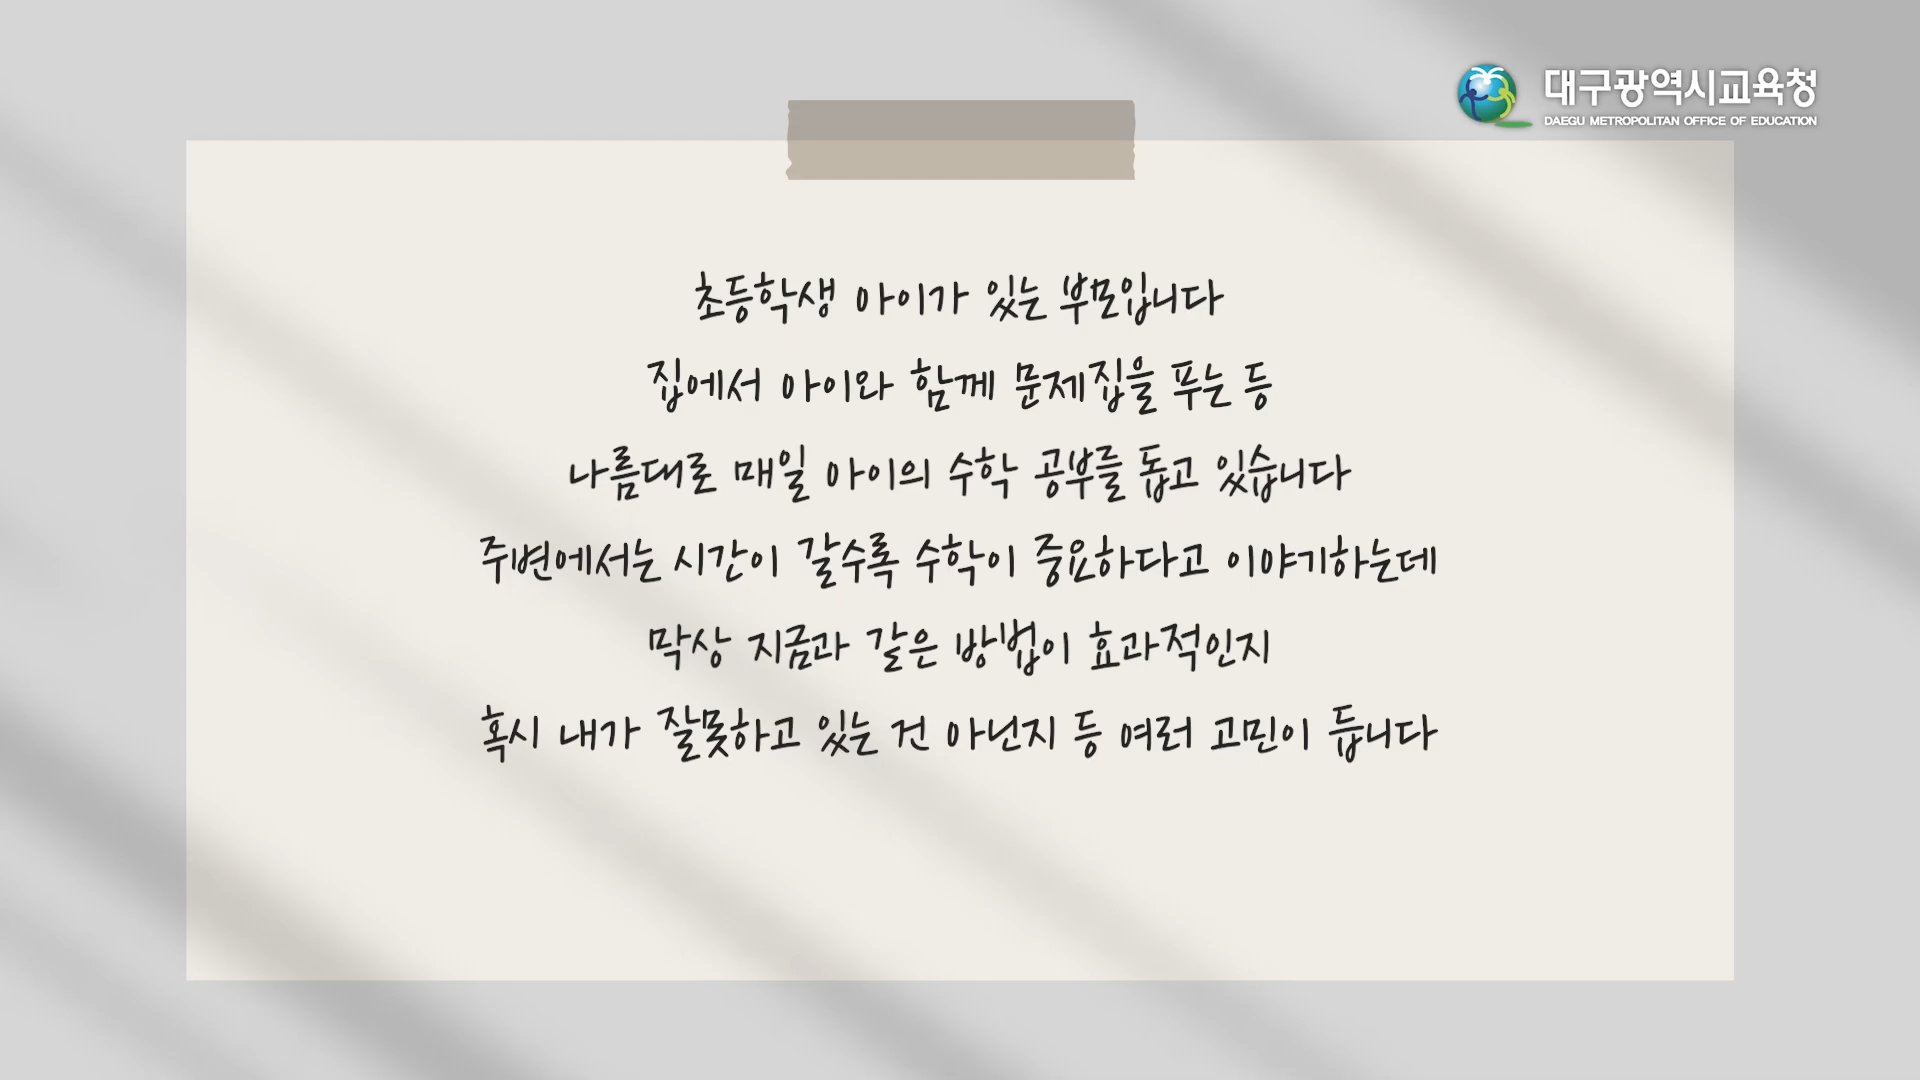 대구광역시교육청
DAEGU METROPOLITAN OFFICE OF EDUCATION
초등학생 아이가 있는 부모입니다
집에서 아이와 함께 문제집을 푸는 등
나름대로 매일 아이의 수학 공부를 돕고 있습니다
주변에서는 시간이 갈수록 수학이 중요하다고 이야기하는데
막상 지금과 같은 방법이 효과적인지
혹시 내가 잘못하고 있는 건 아닌지 등 여러 고민이 듭니다